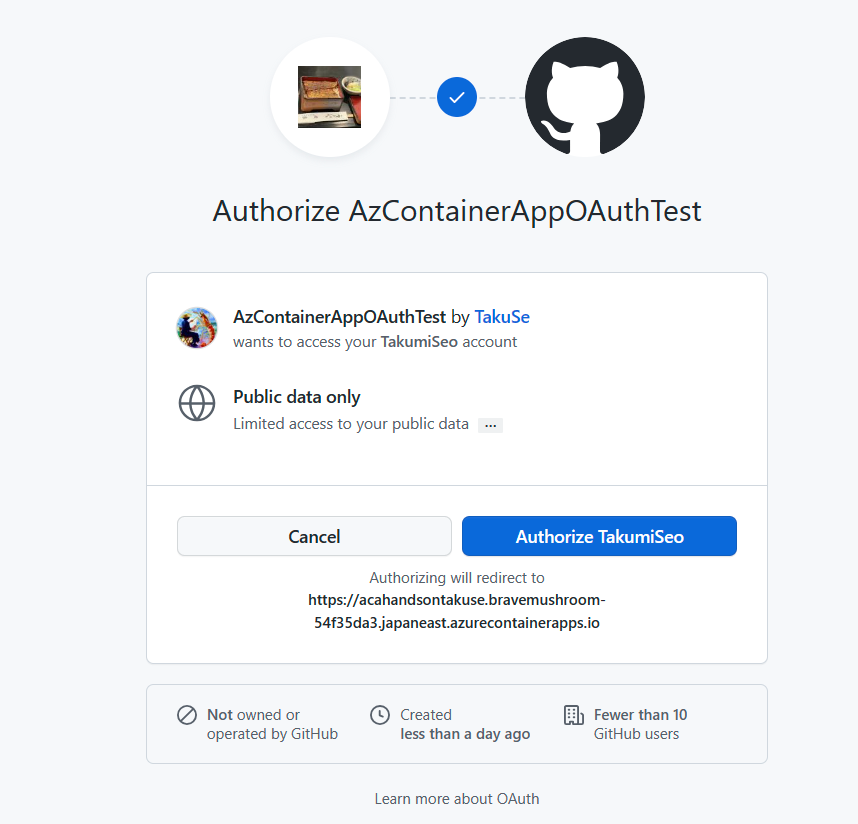 Authorize AzContainerAppOAuthTest
AzContainerAppOAuthTest by TakuSe
wants to access your TakumiSeo account
Public data only
Limited access to your public data ...
Cancel
Authorize TakumiSeo
Authorizing will redirect to
https://acahandsontakuse.bravemushroom-
54f35da3.japaneast.azurecontainerapps.io
Not owned or
operated by GitHub
Created
less than a day ago
Fewer than 10
GitHub users
Learn more about OAuth